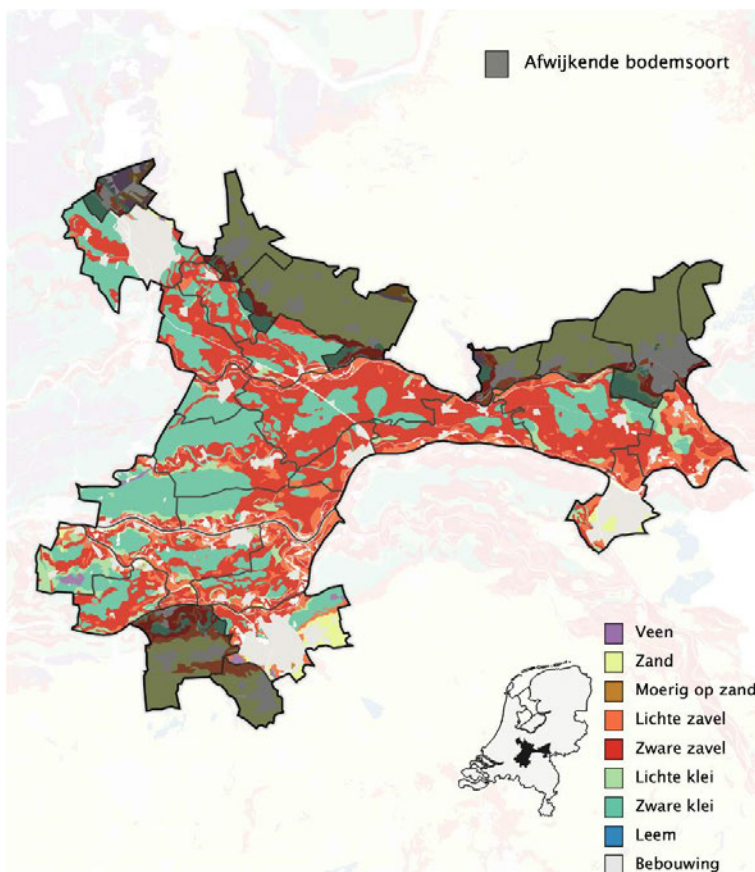 Afwijkende bodemsoort
Veen
Zand
Moerig op zand
Lichte zavel
Zware zavel
Lichte klei
Zware klei
Leem
Bebouwing